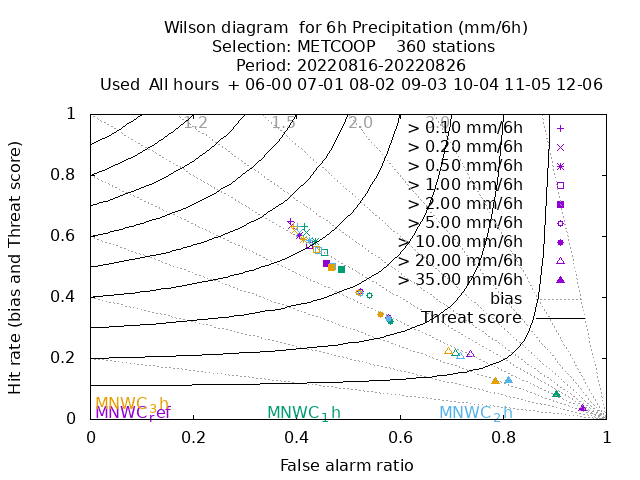 Wilson diagram  for 6h Precipitation (mm/6h)
Selection: METCOOP    360 stations
Period: 20220816-20220826
Used  All hours  + 06-00 07-01 08-02 09-03 10-04 11-05 12-06
Hit rate (bias and Threat score)
1
0.8
0.6
0.4
0.2
0
1.2
1.5
2.0
3.0
> 0.10 mm/6h
> 0.20 mm/6h
> 0.50 mm/6h
> 1.00 mm/6h
> 2.00 mm/6h
> 5.00 mm/6h
> 10.00 mm/6h
> 20.00 mm/6h
> 35.00 mm/6h
bias
Threat score
MNWC3h
MNWCref
MNWC1h
MNWC2h
0
0.2
0.4
0.6
0.8
1
False alarm ratio